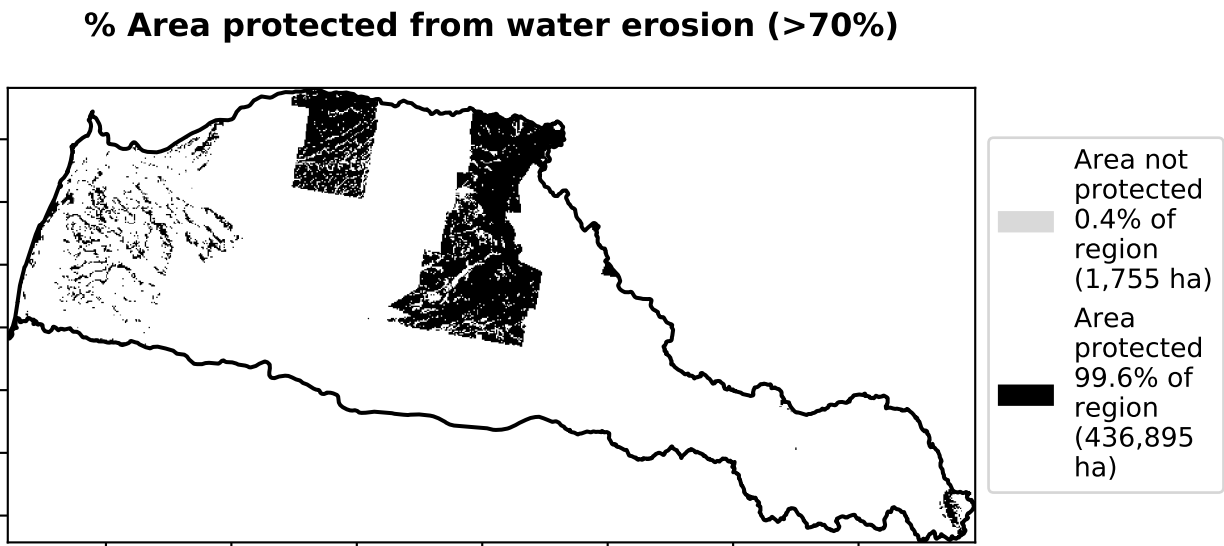 % Area protected from water erosion (>70%)
Area not
protected
0.4% of
region
(1,755 ha)
Area
protected
99.6% of
region
(436,895
ha)